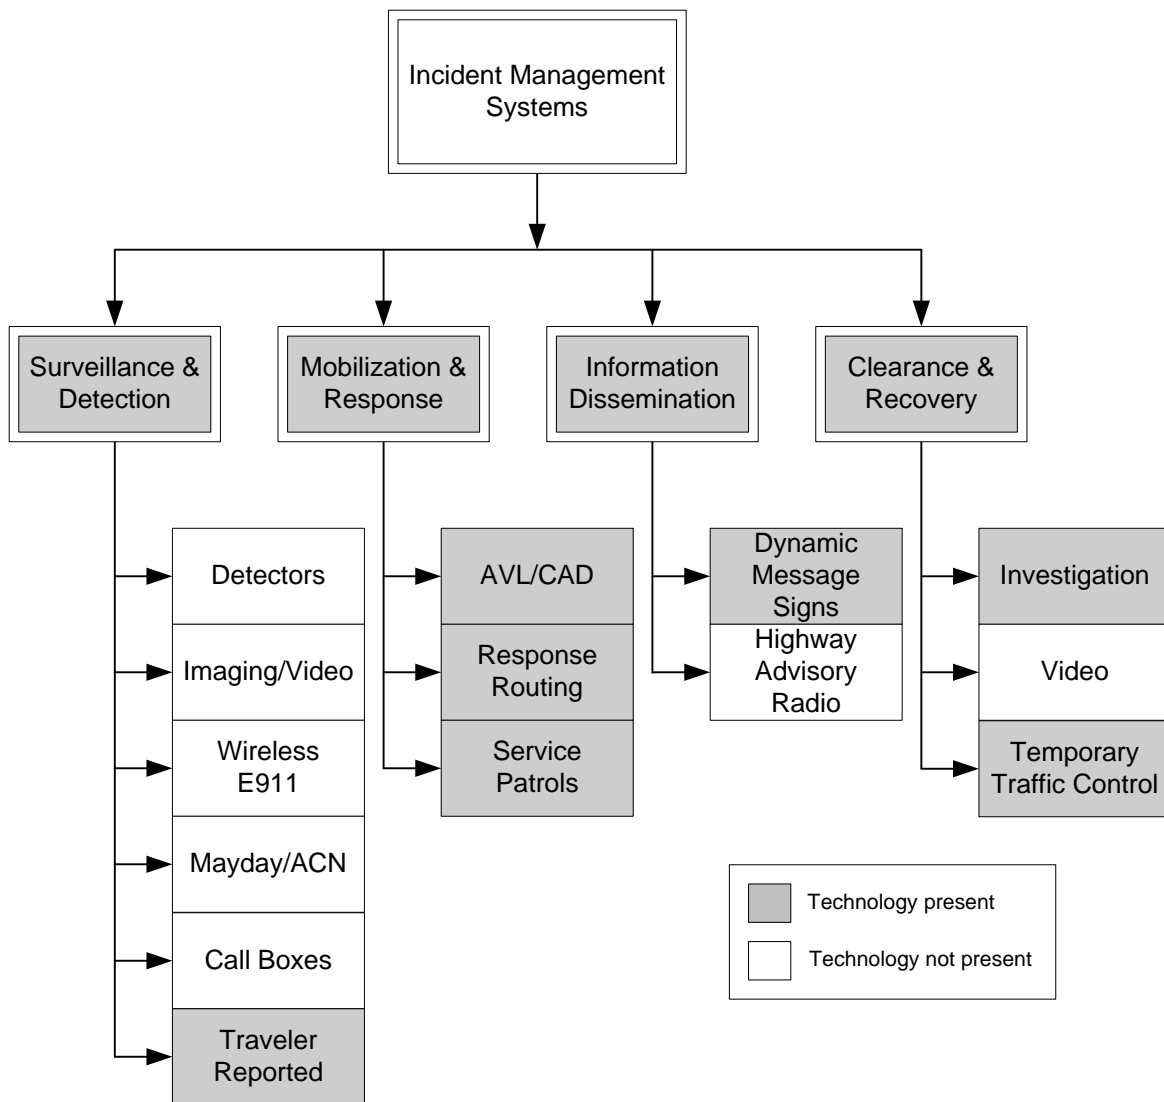 Incident Management
Systems
Surveillance &
Detection
Mobilization &
Response
Information
Dissemination
Clearance &
Recovery
Detectors
Imaging/Video
Wireless
E911
Mayday/ACN
Call Boxes
Traveler
Reported
AVL/CAD
Response
Routing
Service
Patrols
Dynamic
Message
Signs
Highway
Advisory
Radio
Investigation
Video
Temporary
Traffic Control
Technology present
Technology not present